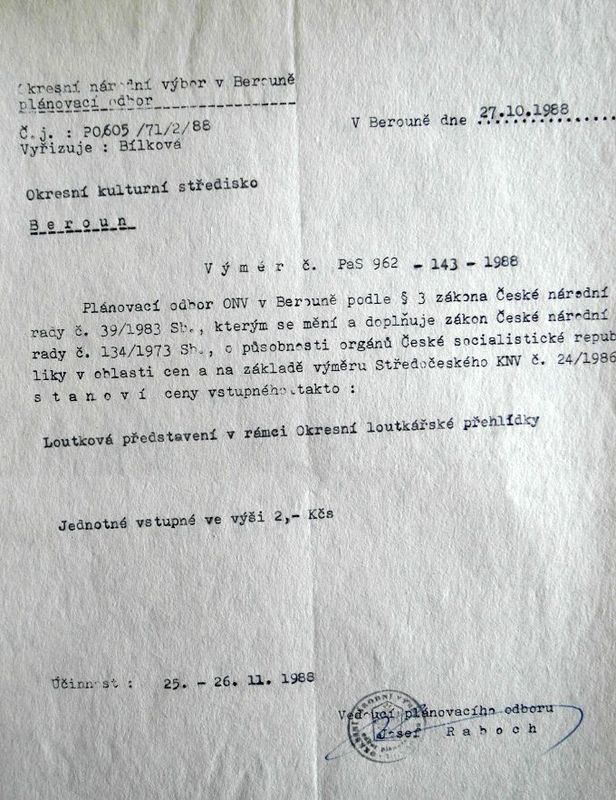 Okresní národní výbor v Berouně
plánovací odbor
Č.j. : PO,605 /71/2/88
Vyřizuje : Bílková
V Berouně dne 27.10.1988
Okresní kulturní středisko
B e r o u n
V ý m ě r č. PaS 962 - 143 - 1988
Plánovací odbor ONV v Berouně podle § 3 zákona České národní
rady č. 39/1983 Sb., kterým se mění a doplňuje zákon České národní
rady č. 134/1973 Sb., o působnosti orgánů České socialistické repub
liky v oblasti cen a na základě výměru Středočeského KNV č. 24/1986
s t a n o v í ceny vstupného takto :
Loutková představení v rámci Okresní loutkářské přehlídky
Jednotné vstupné ve výši 2,- Kčs
Účinnost : 25. - 26. 11. 1988
Vedoucí plánovacího odboru
Josef R a b o c h